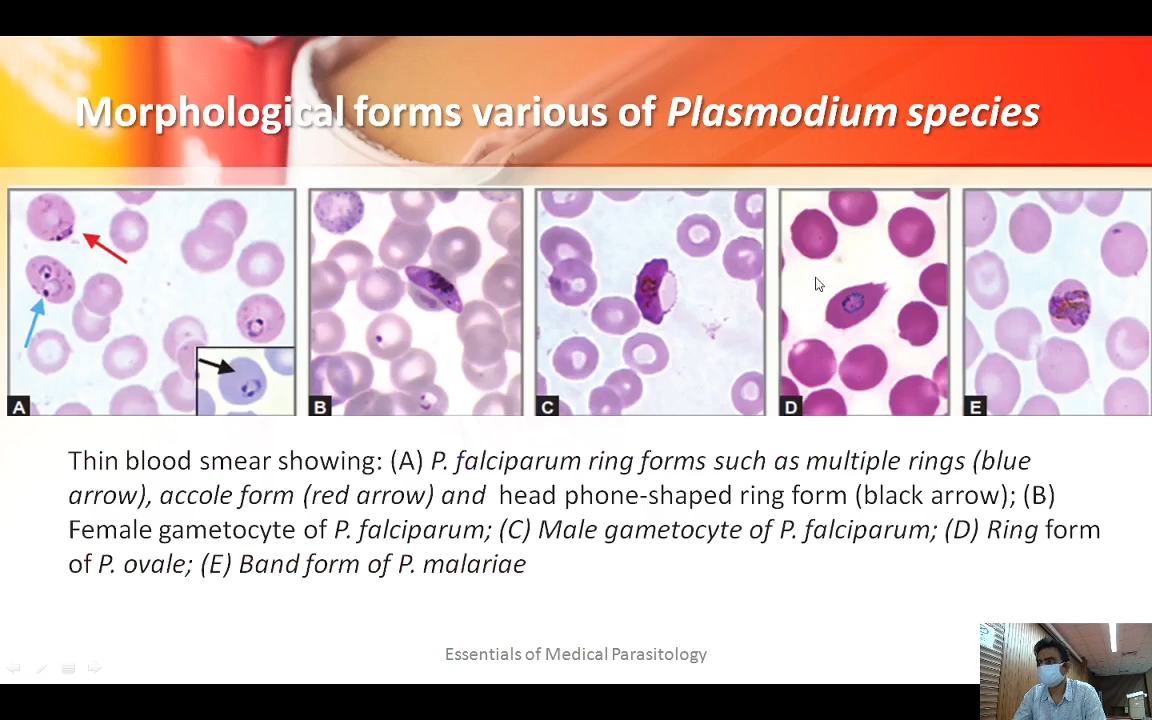 Morphological forms various of Plasmodium species
A
B
C
D
E
Thin blood smear showing: (A) P. falciparum ring forms such as multiple rings (blue
arrow), accole form (red arrow) and head phone-shaped ring form (black arrow); (B)
Female gametocyte of P. falciparum; (C) Male gametocyte of P. falciparum; (D) Ring form
of P. ovale; (E) Band form of P. malariae
Essentials of Medical Parasitology